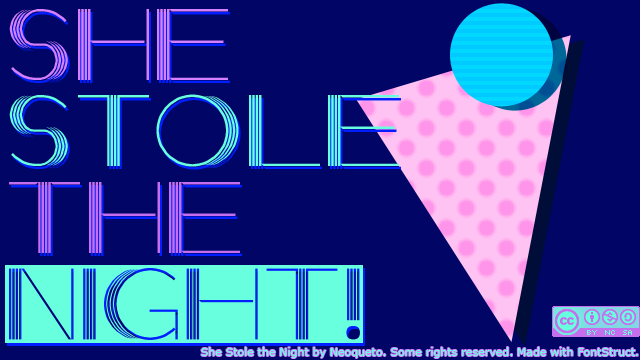 SHE
STOLE
THE
NIGHT!
cc
BY NC SA
She Stole the Night by Neoqueto. Some rights reserved. Made with FontStruct.